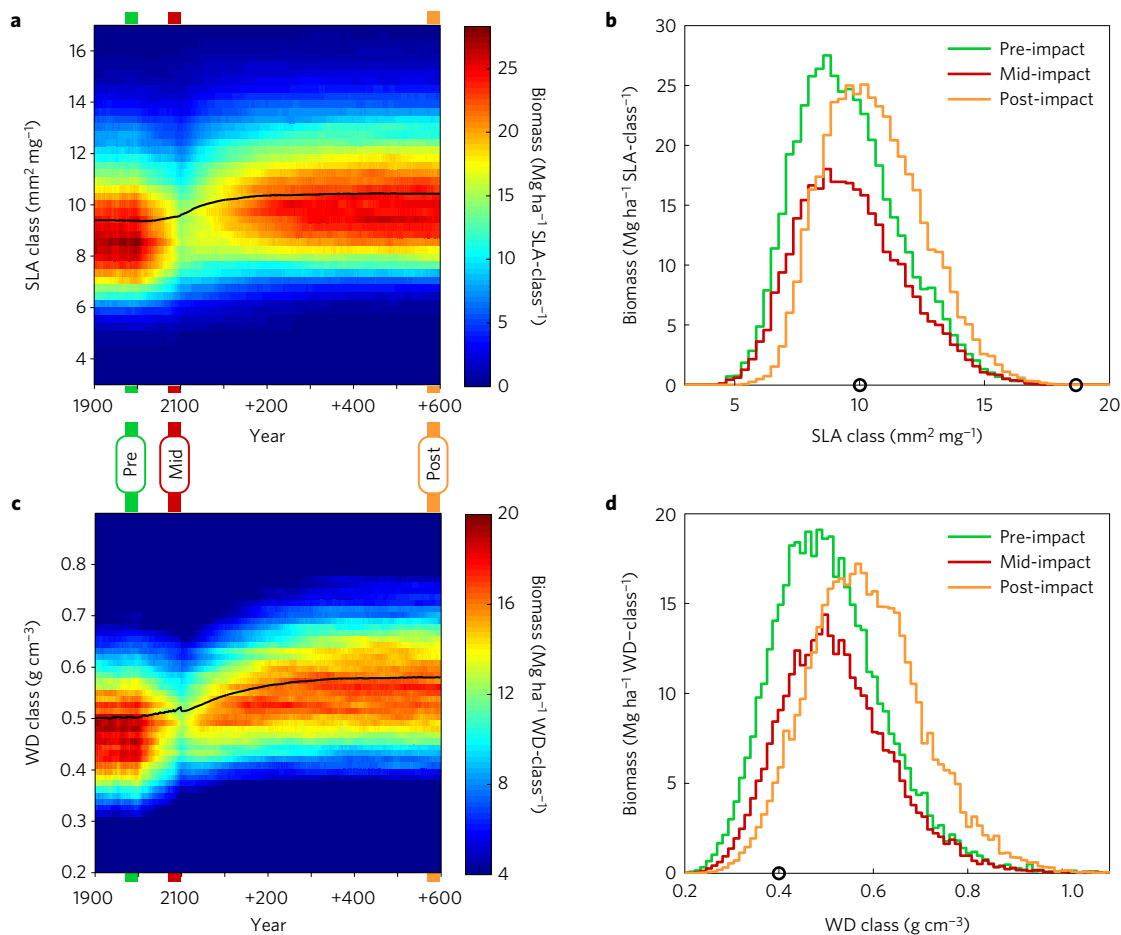 a
16
14
12
10
8
6
4
SLA class (mm² mg⁻¹)
1900
2100
+200
+400
+600
Year
25
20
15
10
5
0
Biomass (Mg ha⁻¹ SLA-class⁻¹)
b
30
25
20
15
10
5
0
Biomass (Mg ha⁻¹ SLA-class⁻¹)
Pre-impact
Mid-impact
Post-impact
5
10
15
20
SLA class (mm² mg⁻¹)
Pre
Mid
Post
c
0.8
0.7
0.6
0.5
0.4
0.3
0.2
WD class (g cm⁻³)
1900
2100
+200
+400
+600
Year
20
16
12
8
4
Biomass (Mg ha⁻¹ WD-class⁻¹)
d
20
15
10
5
0
Biomass (Mg ha⁻¹ WD−class⁻¹)
Pre-impact
Mid-impact
Post-impact
0.2
0.4
0.6
0.8
1.0
WD class (g cm⁻³)